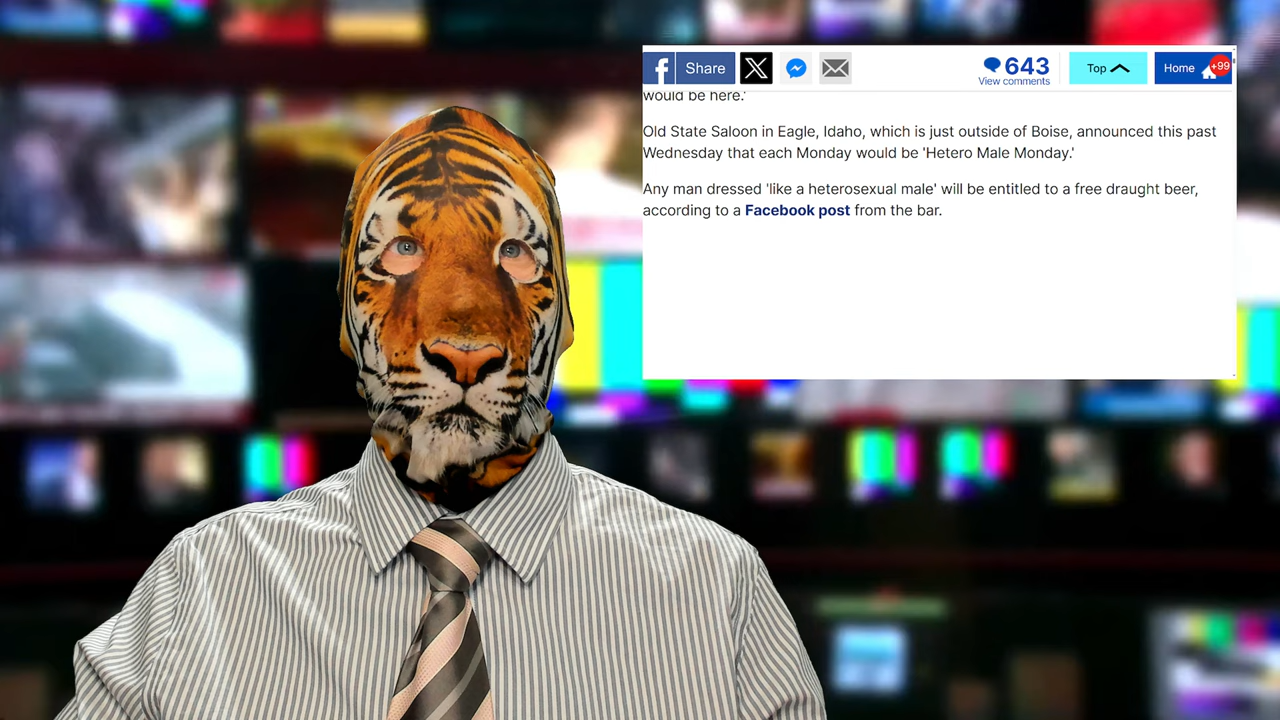 Share
643
View comments
Top
Home
+99
would be here.'
Old State Saloon in Eagle, Idaho, which is just outside of Boise, announced this past
Wednesday that each Monday would be 'Hetero Male Monday.'
Any man dressed 'like a heterosexual male' will be entitled to a free draught beer,
according to a Facebook post from the bar.